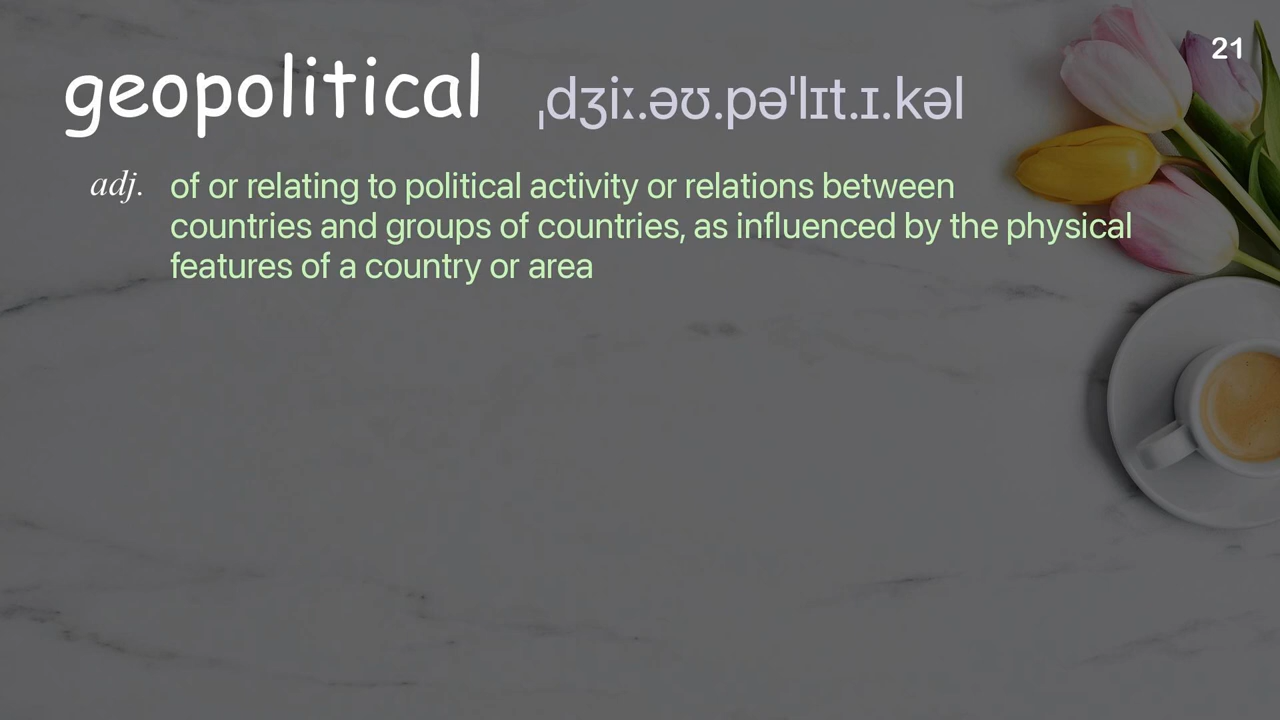 21
geopolitical ˌdʒiː.əʊ.pəˈlɪt.ɪ.kəl
adj. of or relating to political activity or relations between
countries and groups of countries, as influenced by the physical
features of a country or area